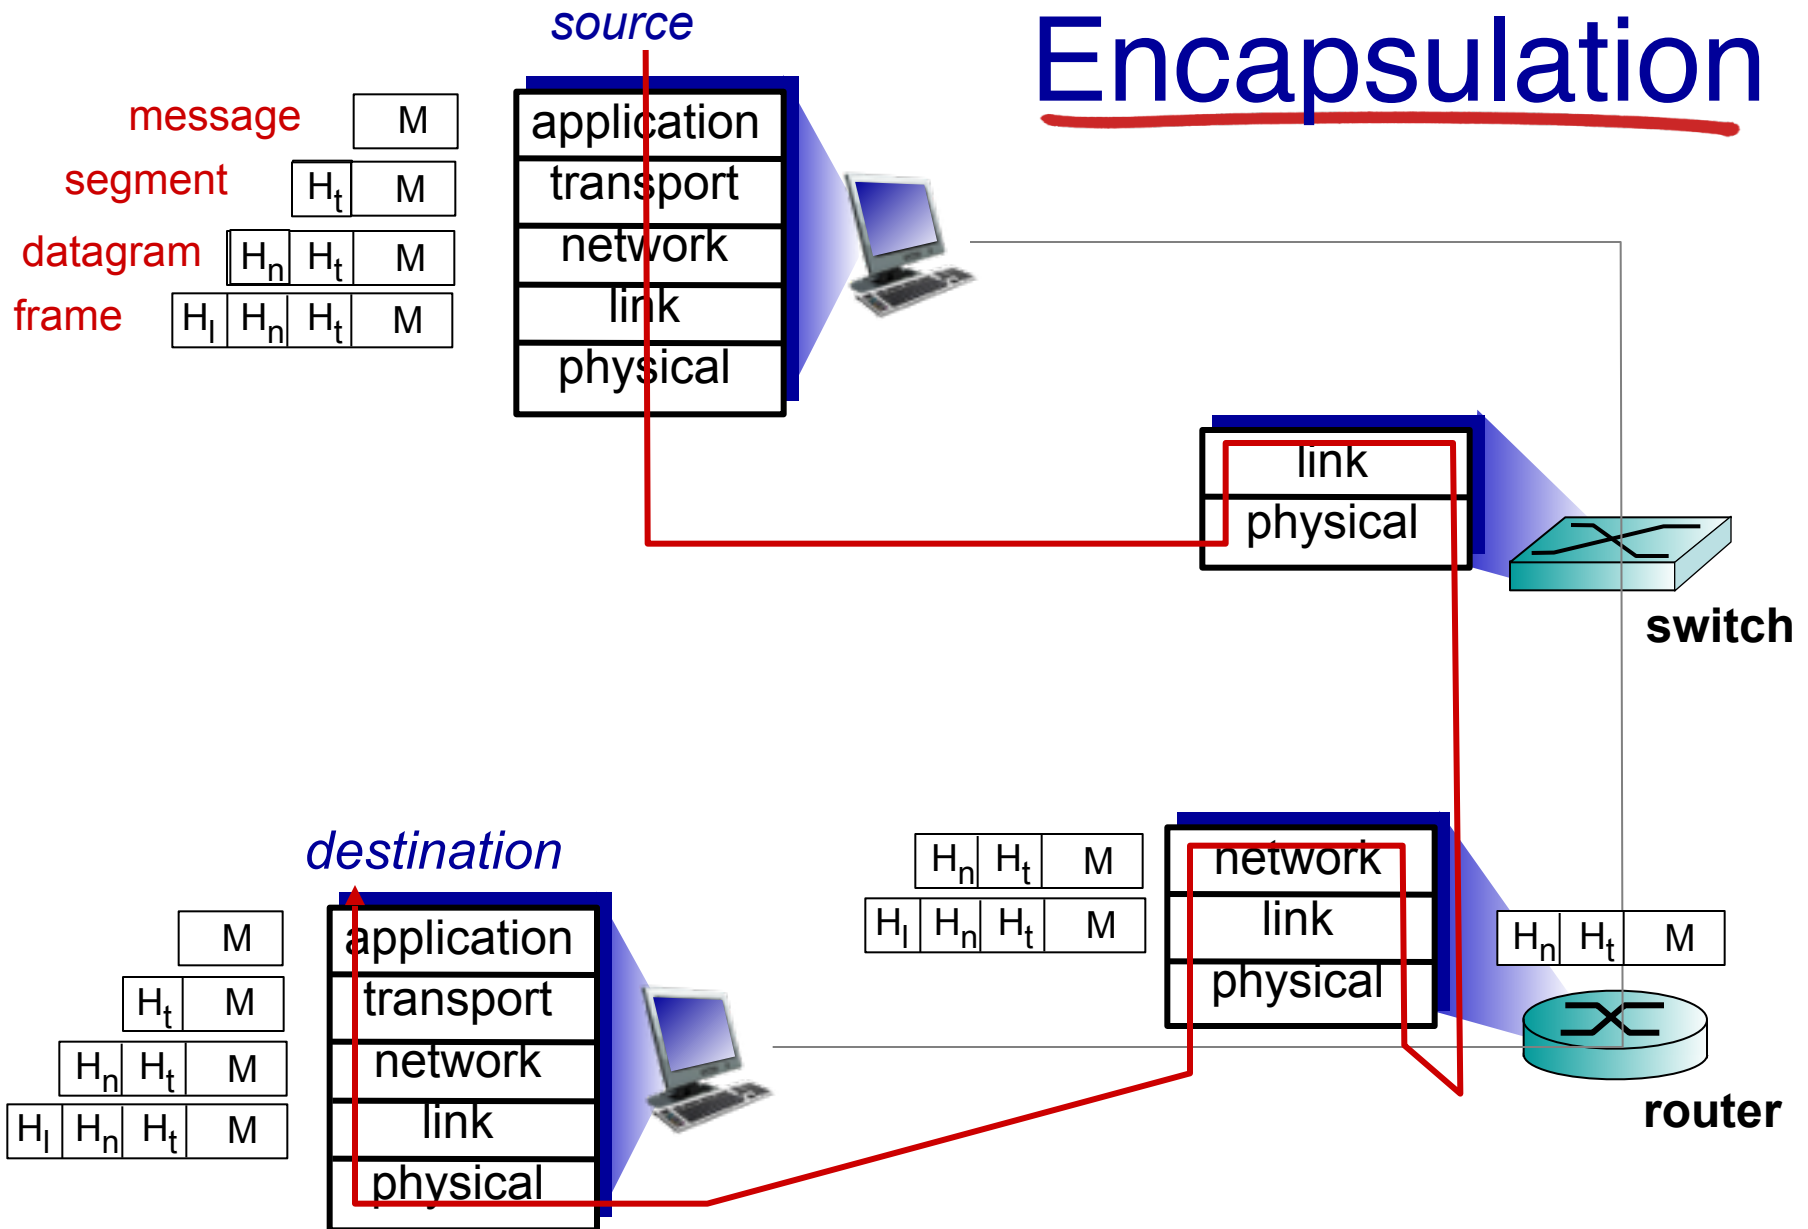 Encapsulation
source
message M
segment Ht M
datagram Hn Ht M
frame Hl Hn Ht M
application
transport
network
link
physical
link
physical
switch
destination
M
Ht M
Hn Ht M
Hl Hn Ht M
application
transport
network
link
physical
Hn Ht M
Hl Hn Ht M
network
link
physical
Hn Ht M
router